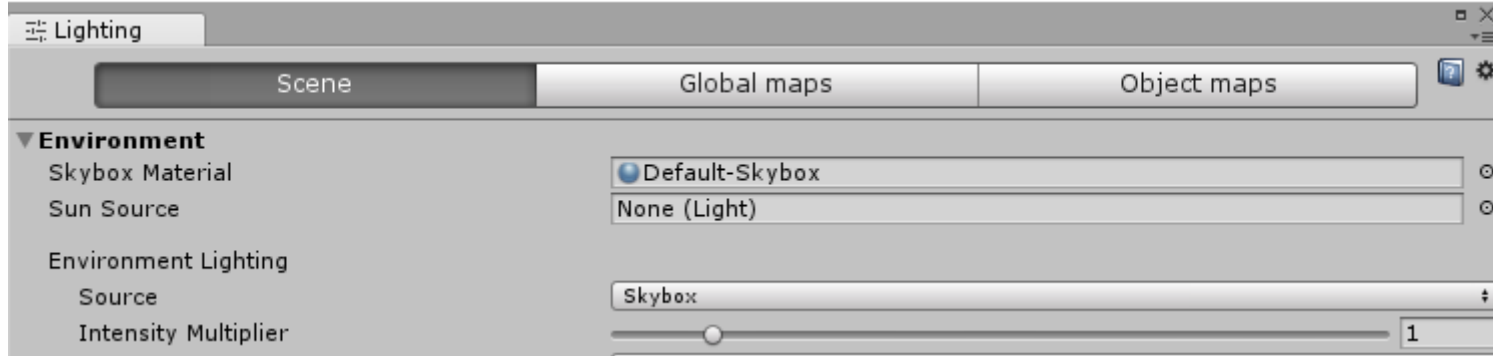 Lighting
Scene Global maps Object maps
Environment
Skybox Material Default-Skybox
Sun Source None (Light)
Environment Lighting
Source Skybox
Intensity Multiplier 1